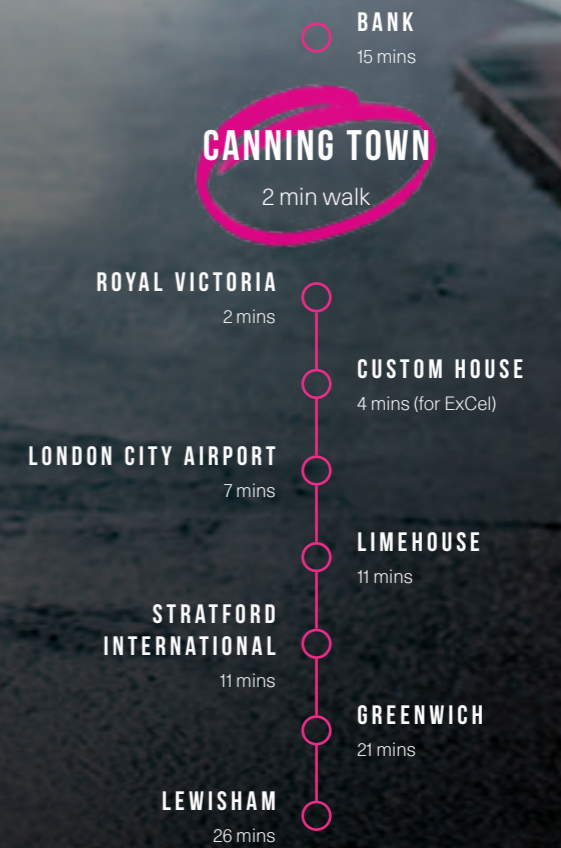 BANK
15 mins
CANNING TOWN
2 min walk
ROYAL VICTORIA
2 mins
CUSTOM HOUSE
4 mins (for ExCel)
LONDON CITY AIRPORT
7 mins
LIMEHOUSE
11 mins
STRATFORD
INTERNATIONAL
11 mins
GREENWICH
21 mins
LEWISHAM
26 mins